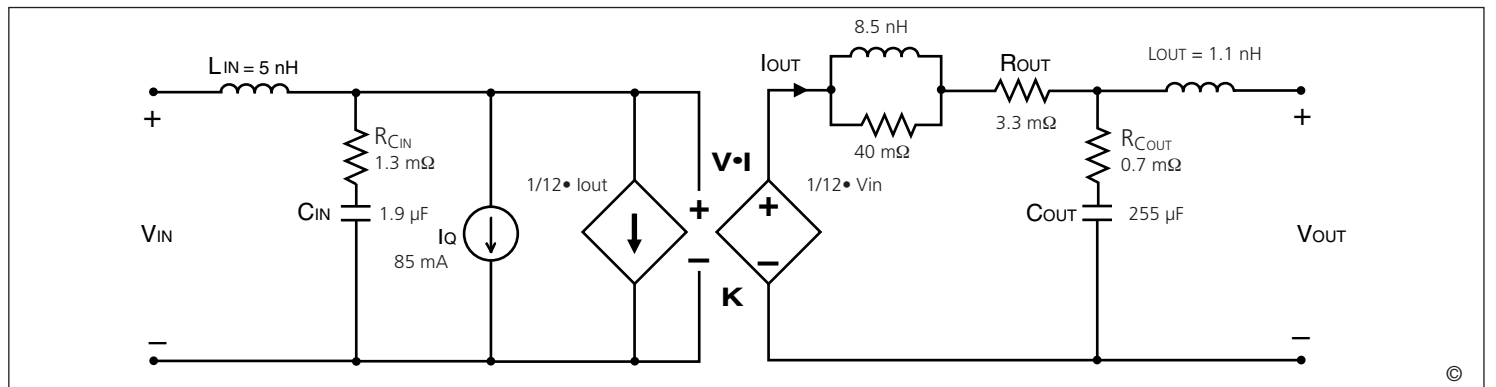 LIN = 5 nH
8.5 nH
IOUT
ROUT
LOUT = 1.1 nH
+
+
RCIN
1.3 mΩ
40 mΩ
3.3 mΩ
RCOUT
0.7 mΩ
V•I
1/12• Iout
1/12• Vin
+
+
CIN
1.9 µF
COUT
255 µF
VIN
IQ
85 mA
VOUT
–
–
K
–
–
©